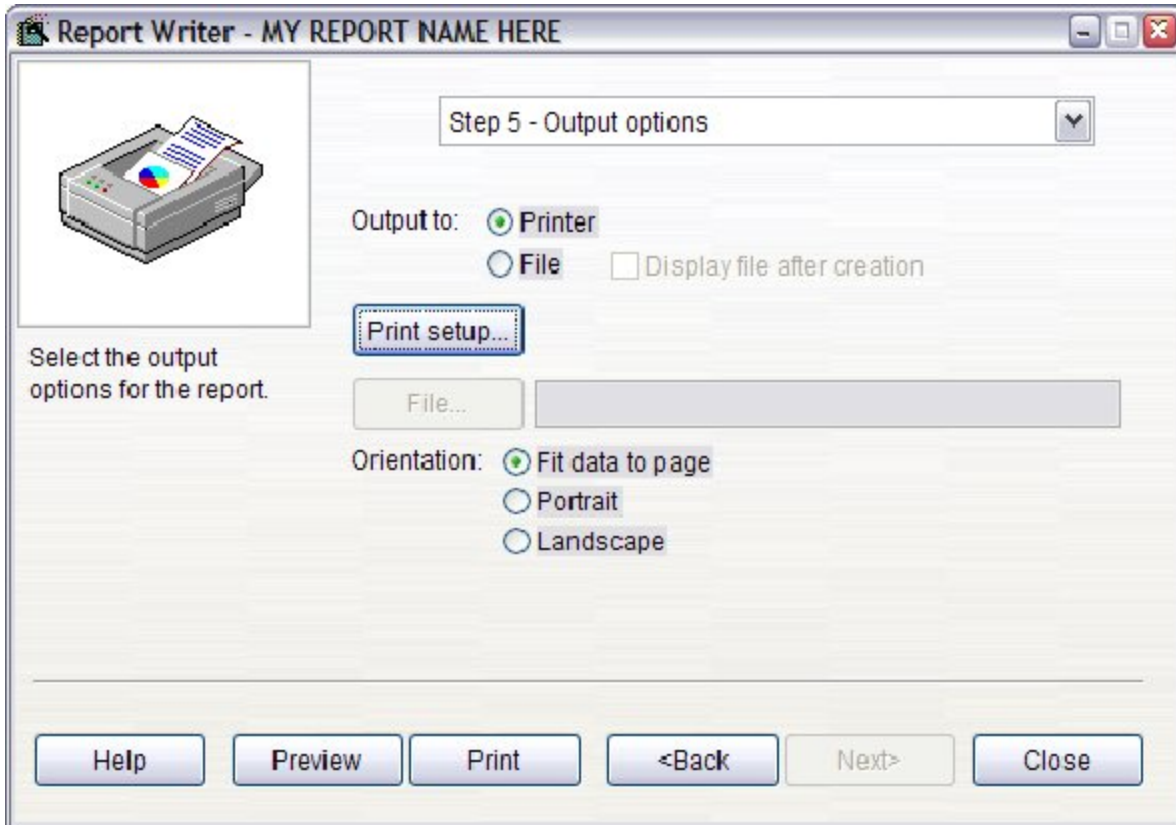 Report Writer - MY REPORT NAME HERE
Step 5 - Output options
Output to: Printer
File Display file after creation
Print setup...
Select the output
options for the report.
File...
Orientation: Fit data to page
Portrait
Landscape
Help Preview Print <Back Next> Close